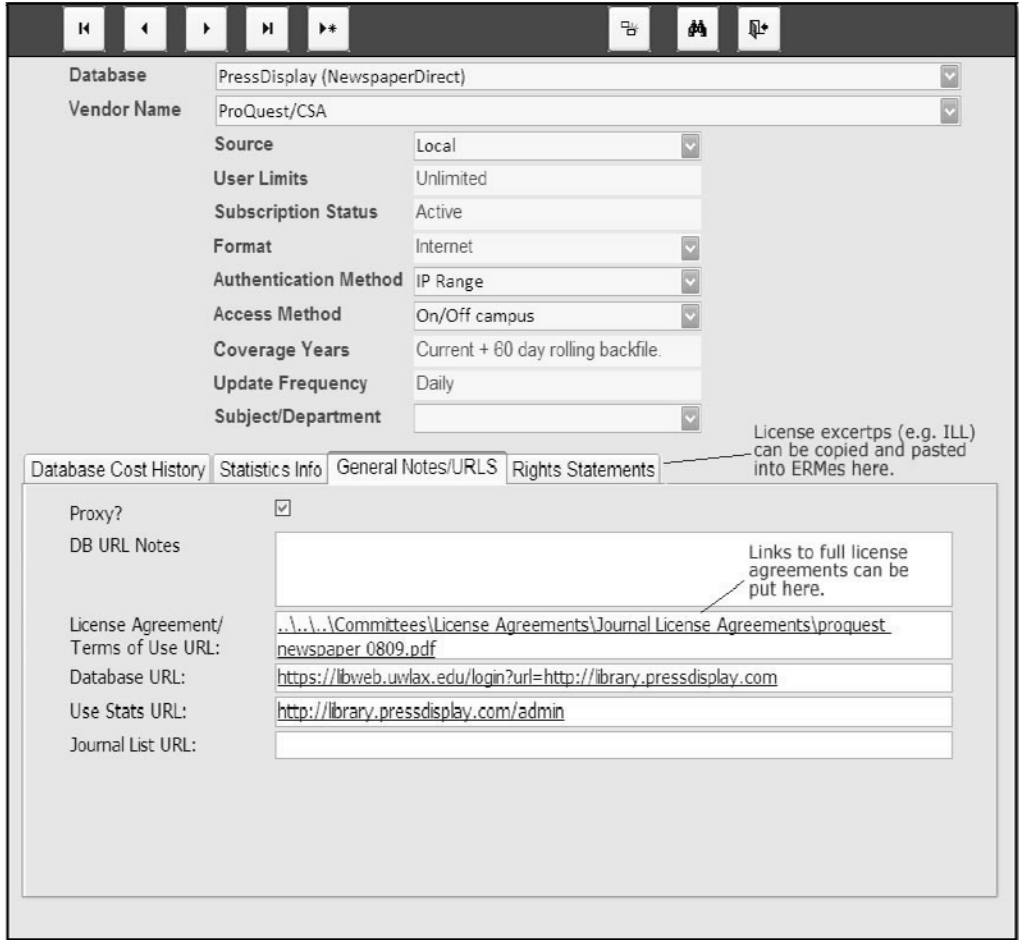 Database PressDisplay (NewspaperDirect)
Vendor Name ProQuest/CSA
Source Local
User Limits Unlimited
Subscription Status Active
Format Internet
Authentication Method IP Range
Access Method On/Off campus
Coverage Years Current + 60 day rolling backfile.
Update Frequency Daily
Subject/Department
License excertps (e.g. ILL)
can be copied and pasted
into ERMes here.
Database Cost History Statistics Info General Notes/URLS Rights Statements
Proxy?
DB URL Notes
Links to full license
agreements can be
put here.
License Agreement/ ..\..\..\Committees\License Agreements\Journal License Agreements\proquest
Terms of Use URL: newspaper 0809.pdf
Database URL: https://libweb.uwlax.edu/login?url=http://library.pressdisplay.com
Use Stats URL: http://library.pressdisplay.com/admin
Journal List URL: